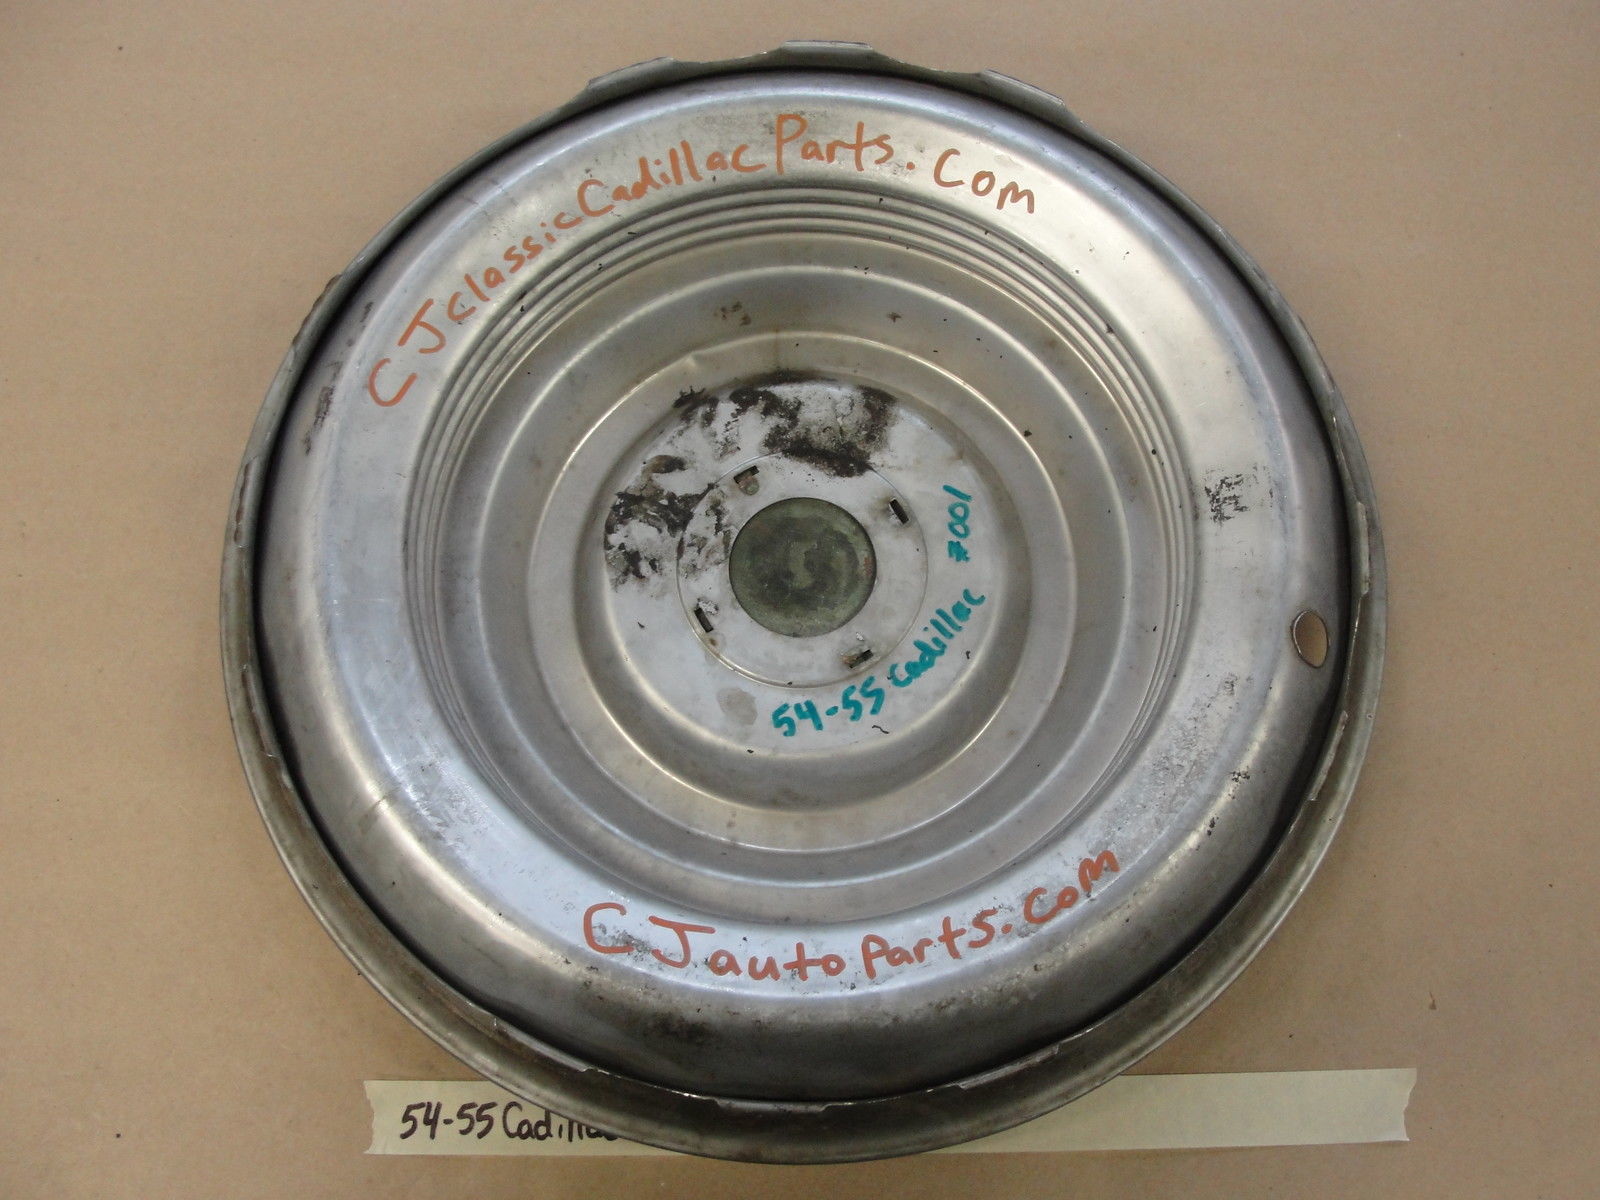 CJclassicCadillacParts.Com
54-55 Cadillac #001
CJautoParts.com
54-55 Cadillac